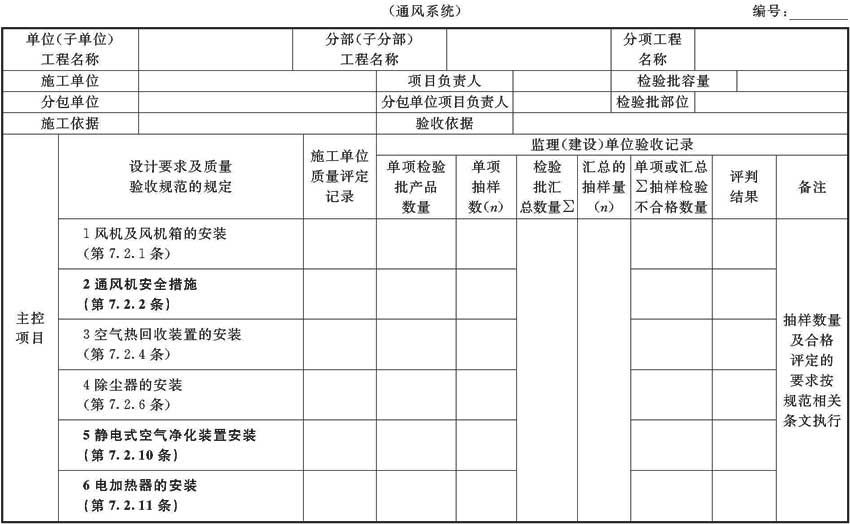 （通风系统）
编号：
单位（子单位）
工程名称
分部（子分部）
工程名称
分项工程
名称
施工单位
项目负责人
检验批容量
分包单位
分包单位项目负责人
检验批部位
施工依据
验收依据
主控
项目
设计要求及质量
验收规范的规定
施工单位
质量评定
记录
监理（建设）单位验收记录
单项检验
批产品
数量
单项
抽样
数（n）
检验
批汇
总数量∑
汇总的
抽样量
（n）
单项或汇总
∑抽样检验
不合格数量
评判
结果
备注
1 风机及风机箱的安装
（第 7.2.1 条）
2 通风机安全措施
（第 7.2.2 条）
3 空气热回收装置的安装
（第 7.2.4 条）
4 除尘器的安装
（第 7.2.6 条）
5 静电式空气净化装置安装
（第 7.2.10 条）
6 电加热器的安装
（第 7.2.11 条）
抽样数量
及合格
评定的
要求按
规范相关
条文执行